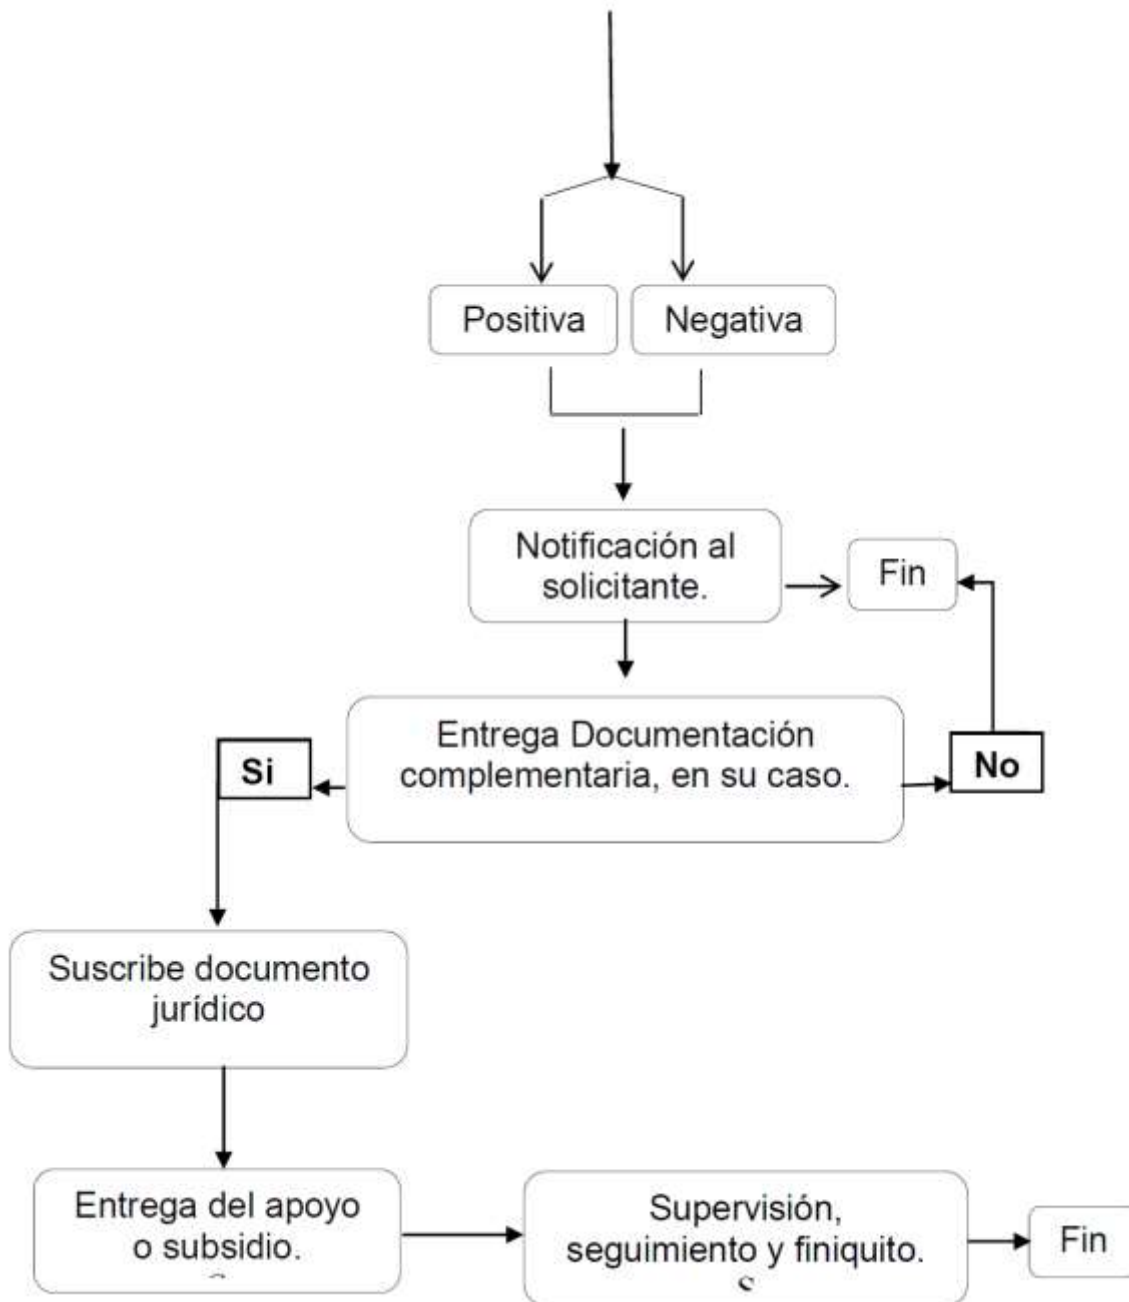 Positiva
Negativa
Notificación al
solicitante.
Fin
Entrega Documentación
complementaria, en su caso.
Si
No
Suscribe documento
jurídico
Entrega del apoyo
o subsidio.
Supervisión,
seguimiento y finiquito.
Fin